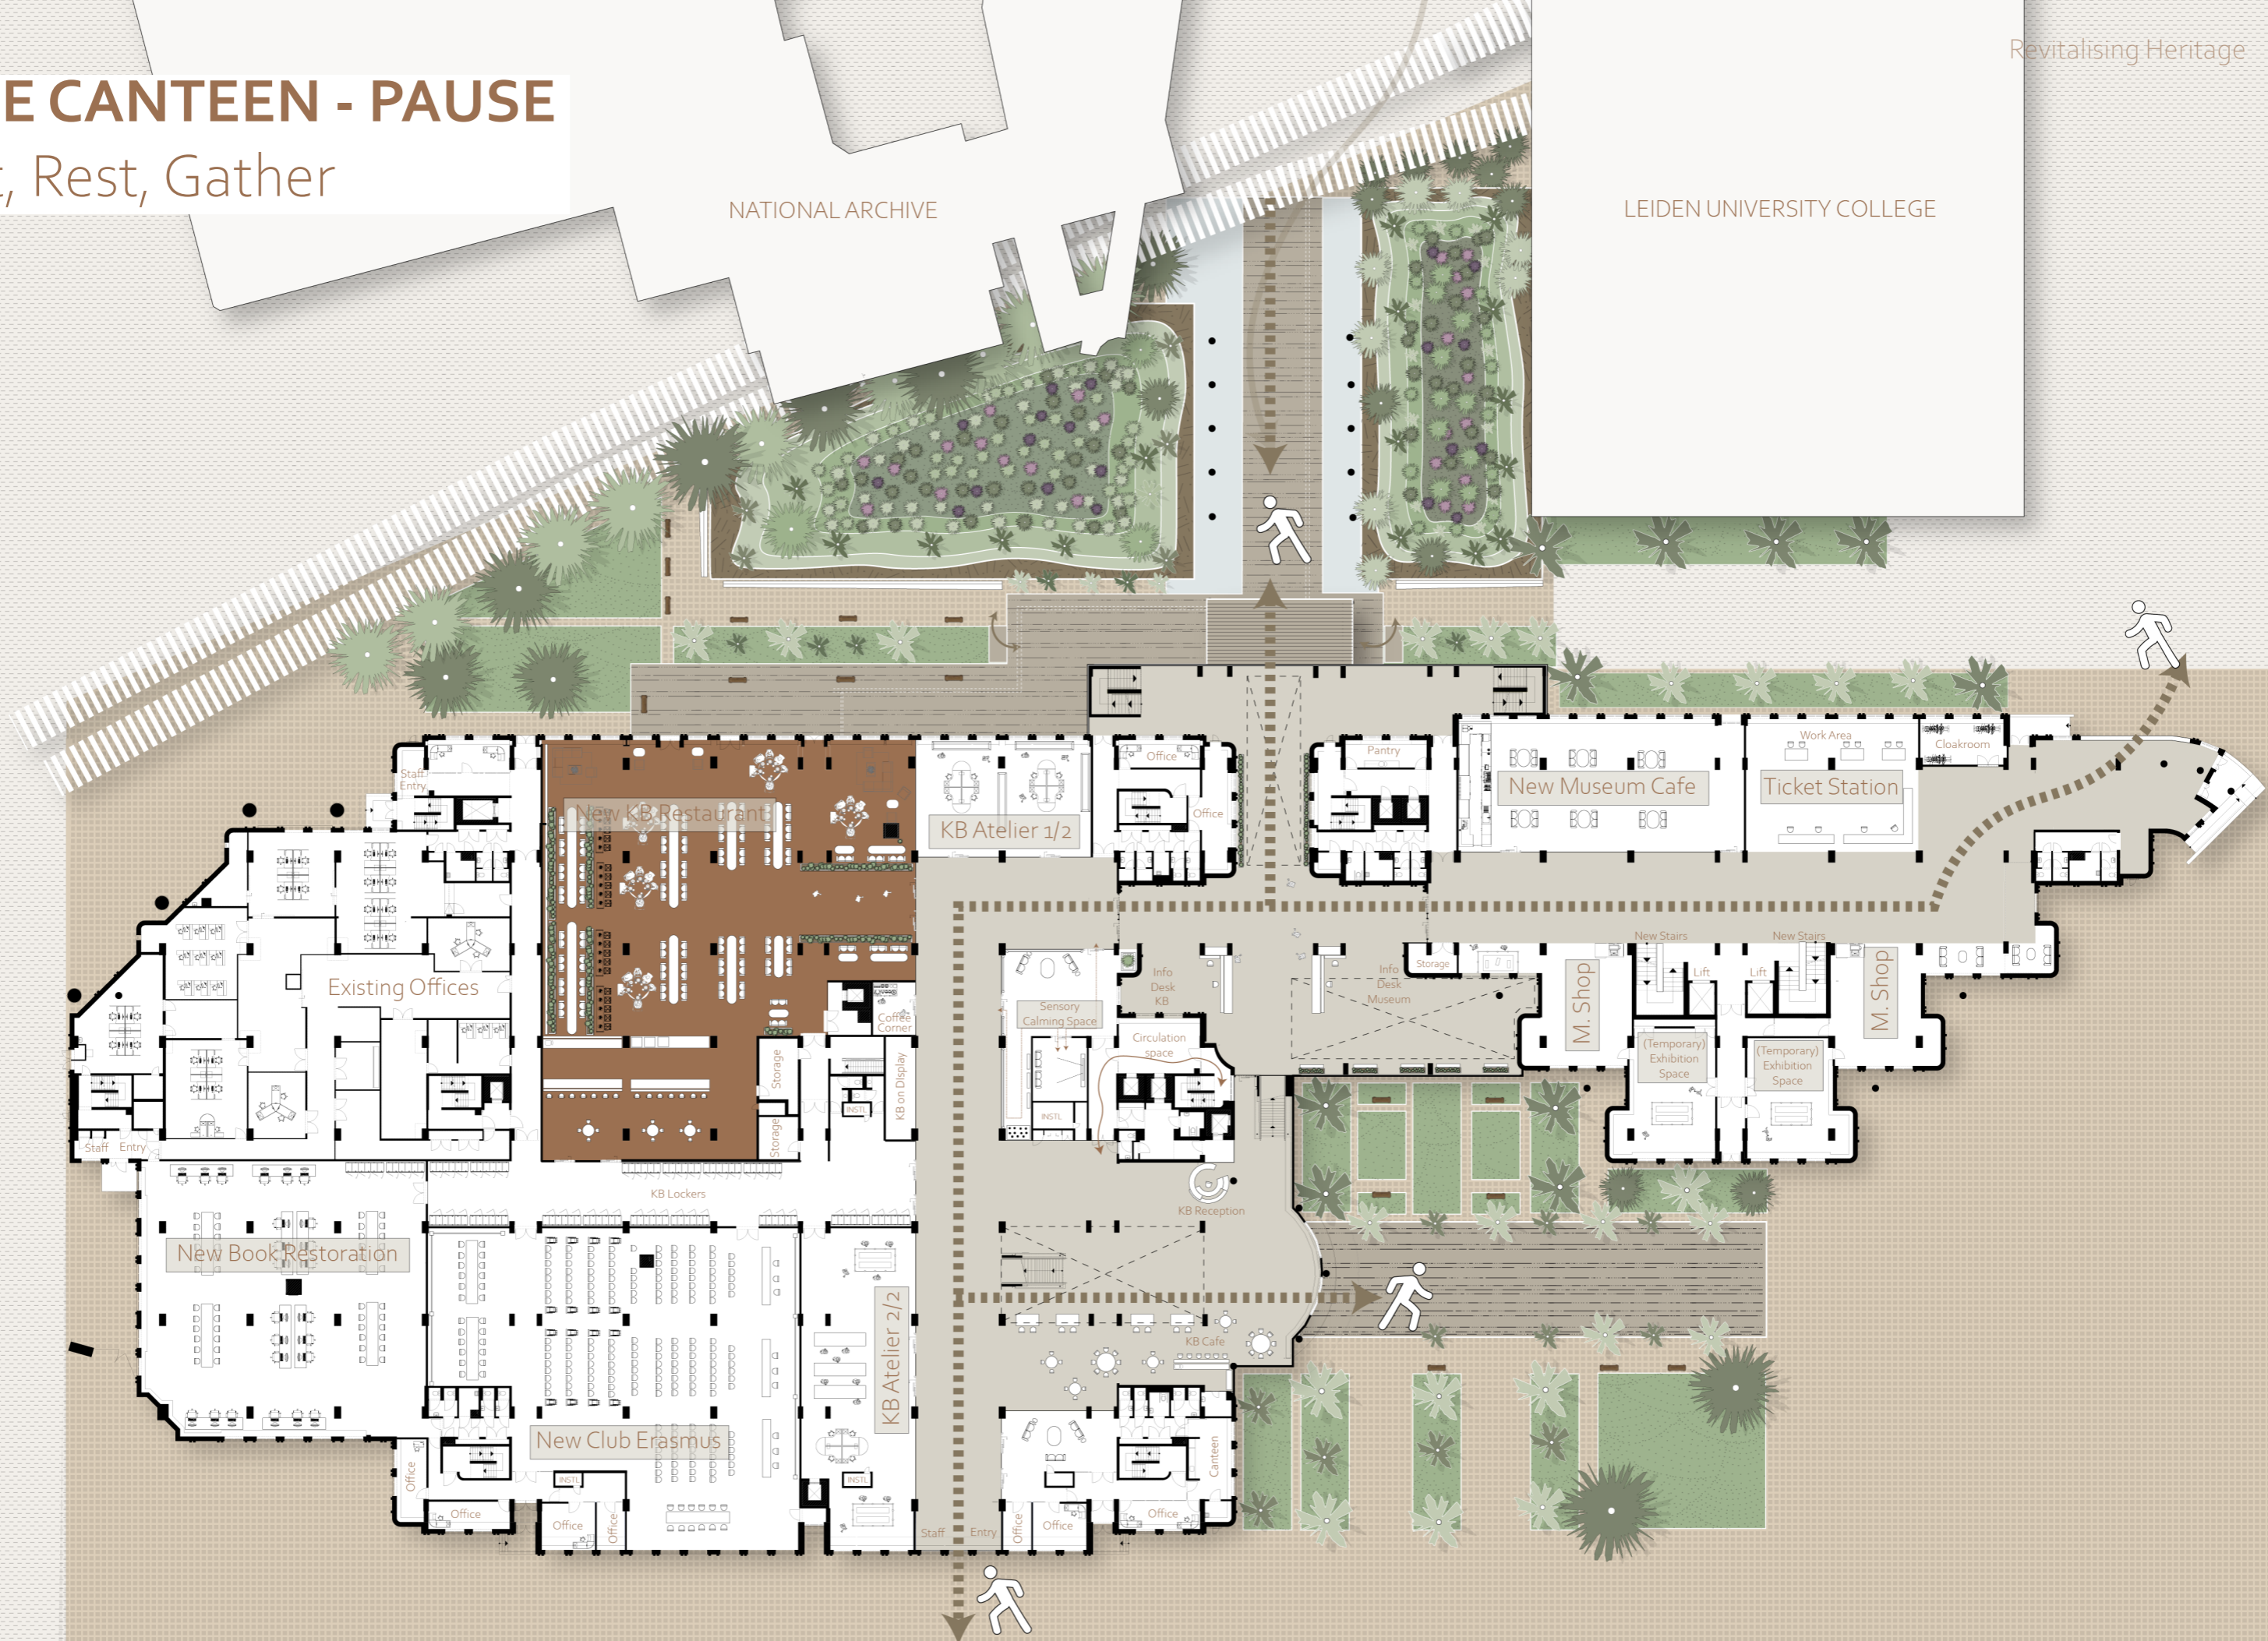 Revitalising Heritage
E CANTEEN - PAUSE
, Rest, Gather
NATIONAL ARCHIVE
LEIDEN UNIVERSITY COLLEGE
Staff
Entry
New KB Restaurant
KB Atelier 1/2
Office
Office
Pantry
New Museum Cafe
Work Area
Ticket Station
Cloakroom
Existing Offices
Coffee
Corner
Storage
Storage
INSTL
KB on Display
Sensory
Calming Space
INSTL
Info
Desk
KB
Circulation
space
Info
Desk
Museum
Storage
M. Shop
New Stairs
Lift
New Stairs
Lift
M. Shop
(Temporary)
Exhibition
Space
(Temporary)
Exhibition
Space
Staff Entry
KB Lockers
KB Reception
New Book Restoration
KB Atelier 2/2
KB Cafe
New Club Erasmus
INSTL
INSTL
Office
Office
Office
Office
Staff Entry
Office
Office
Canteen
Office